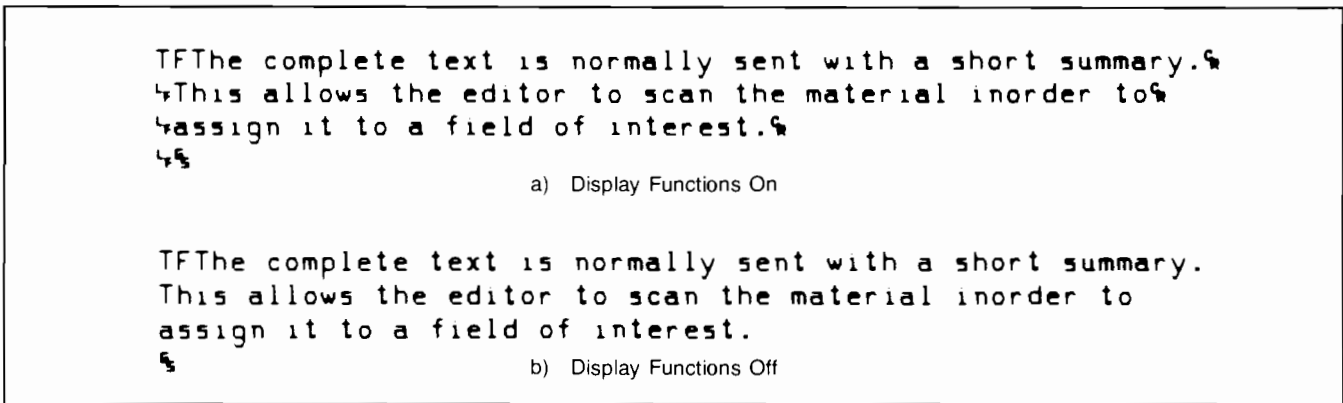 TFThe complete text is normally sent with a short summary.␍
␊This allows the editor to scan the material inorder to␍
␊assign it to a field of interest.␍
␊
a) Display Functions On
TFThe complete text is normally sent with a short summary.
This allows the editor to scan the material inorder to
assign it to a field of interest.
b) Display Functions Off